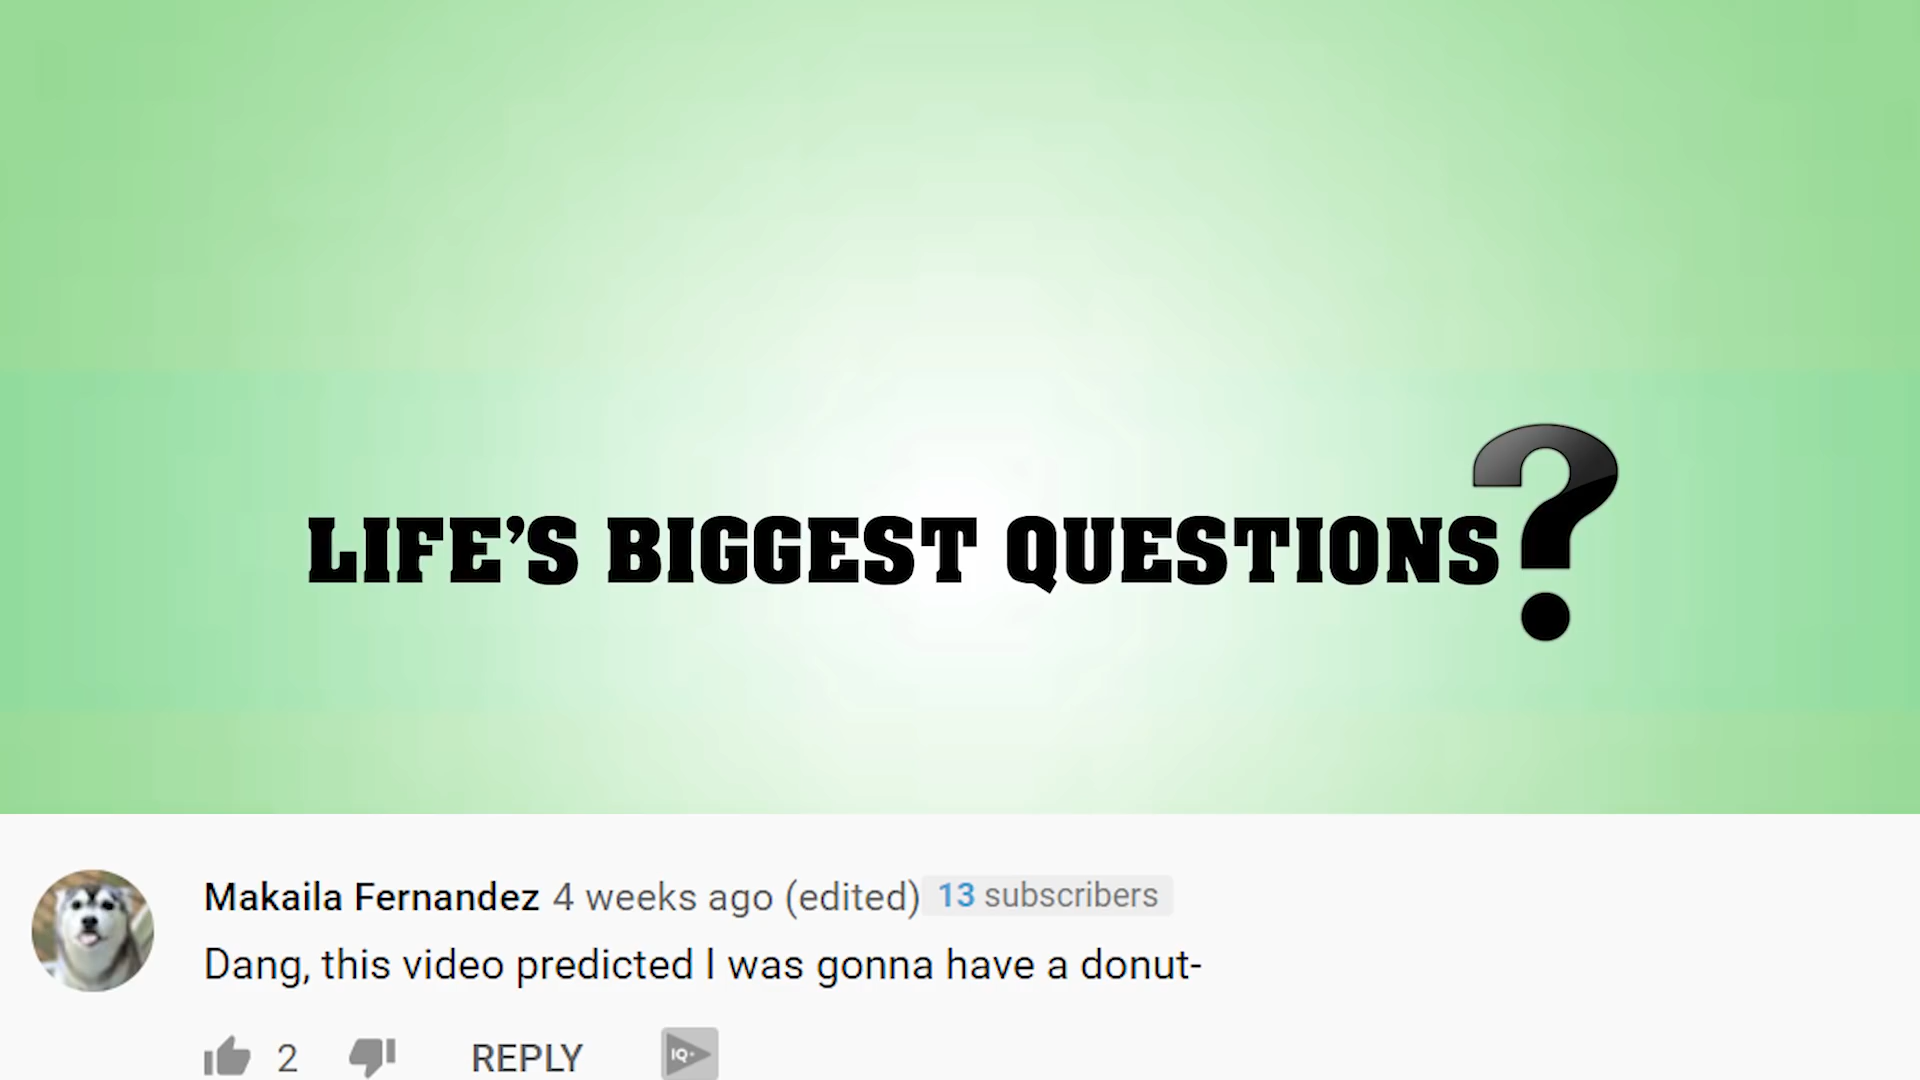 LIFE'S BIGGEST QUESTIONS?
Makaila Fernandez 4 weeks ago (edited) 13 subscribers
Dang, this video predicted I was gonna have a donut-
2 REPLY IQ+